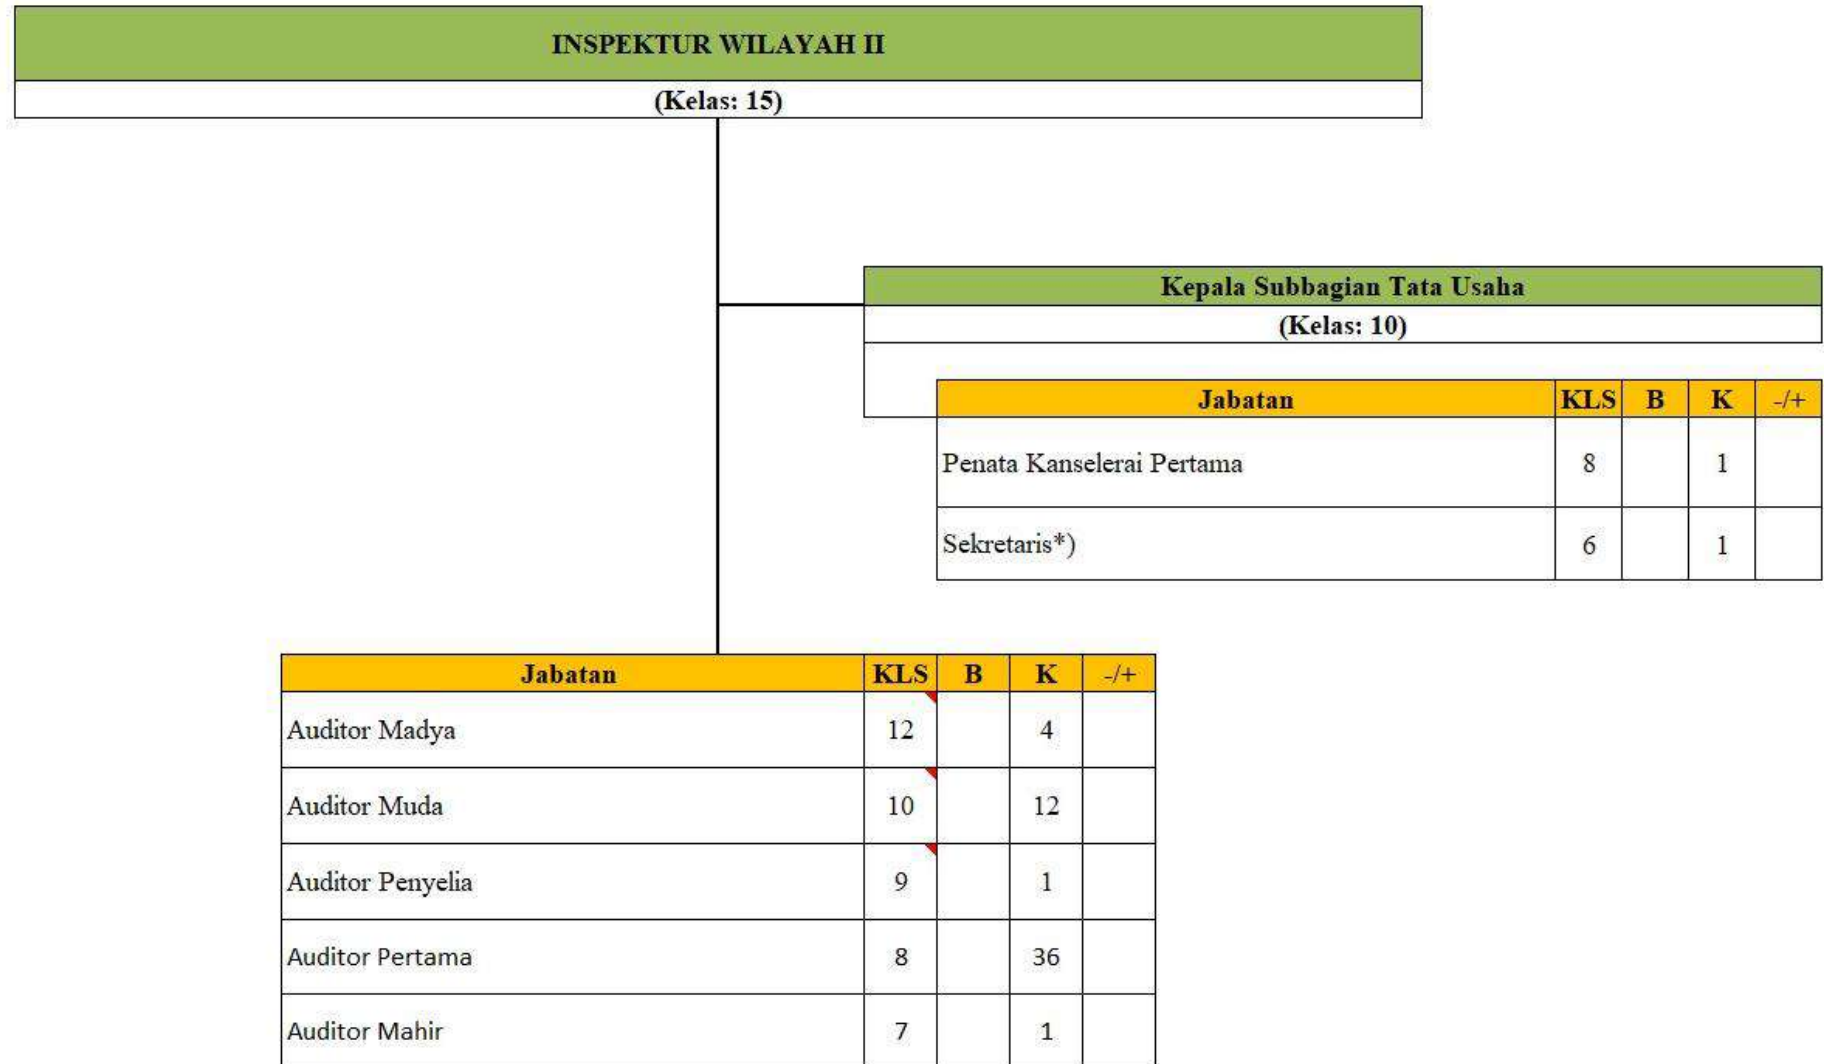 INSPEKTUR WILAYAH II
(Kelas: 15)
Kepala Subbagian Tata Usaha
(Kelas: 10)
Jabatan KLS B K -/+
Penata Kanselerai Pertama 8 1
Sekretaris*) 6 1
Jabatan KLS B K -/+
Auditor Madya 12 4
Auditor Muda 10 12
Auditor Penyelia 9 1
Auditor Pertama 8 36
Auditor Mahir 7 1